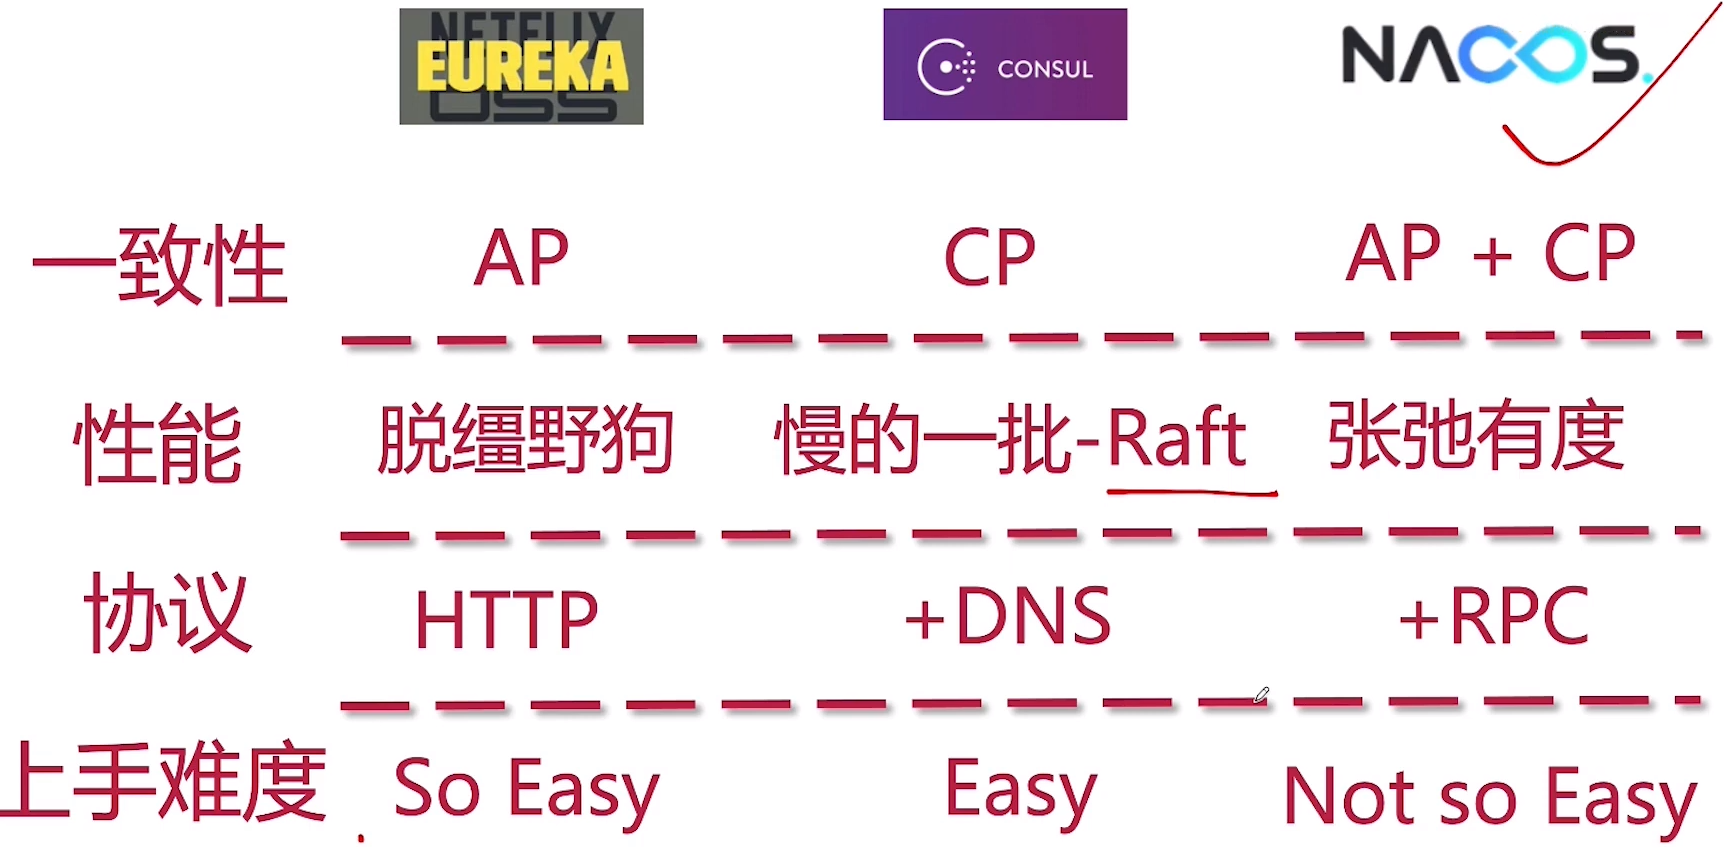 NETFLIX
EUREKA
OSS
CONSUL
NACOS.
一致性 AP CP AP + CP
性能 脱缰野狗 慢的一批-Raft 张弛有度
协议 HTTP +DNS +RPC
上手难度 So Easy Easy Not so Easy